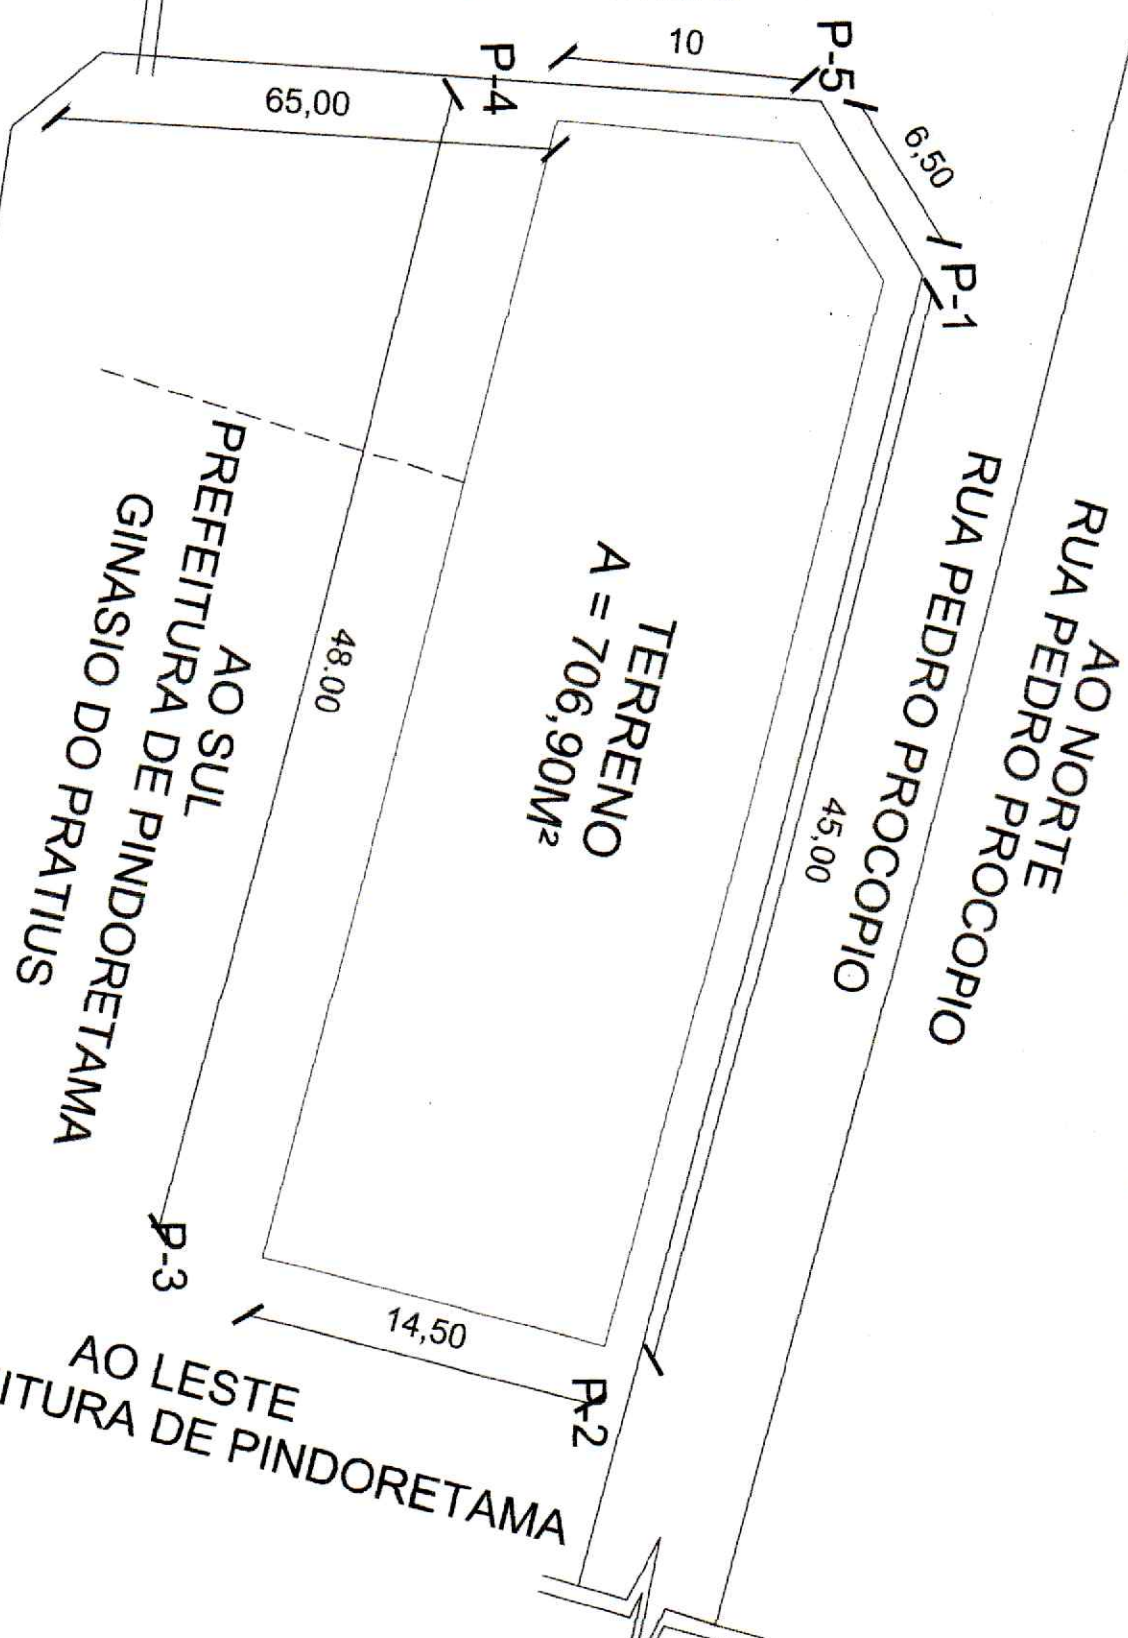 AO NORTE
RUA PEDRO PROCOPIO
RUA PEDRO PROCOPIO
P-5
10
6,50
P-1
P-4
65,00
45,00
TERRENO
A = 706,90M²
48.00
AO SUL
PREFEITURA DE PINDORETAMA
GINASIO DO PRATIUS
P-3
14,50
P-2
AO LESTE
ITURA DE PINDORETAMA